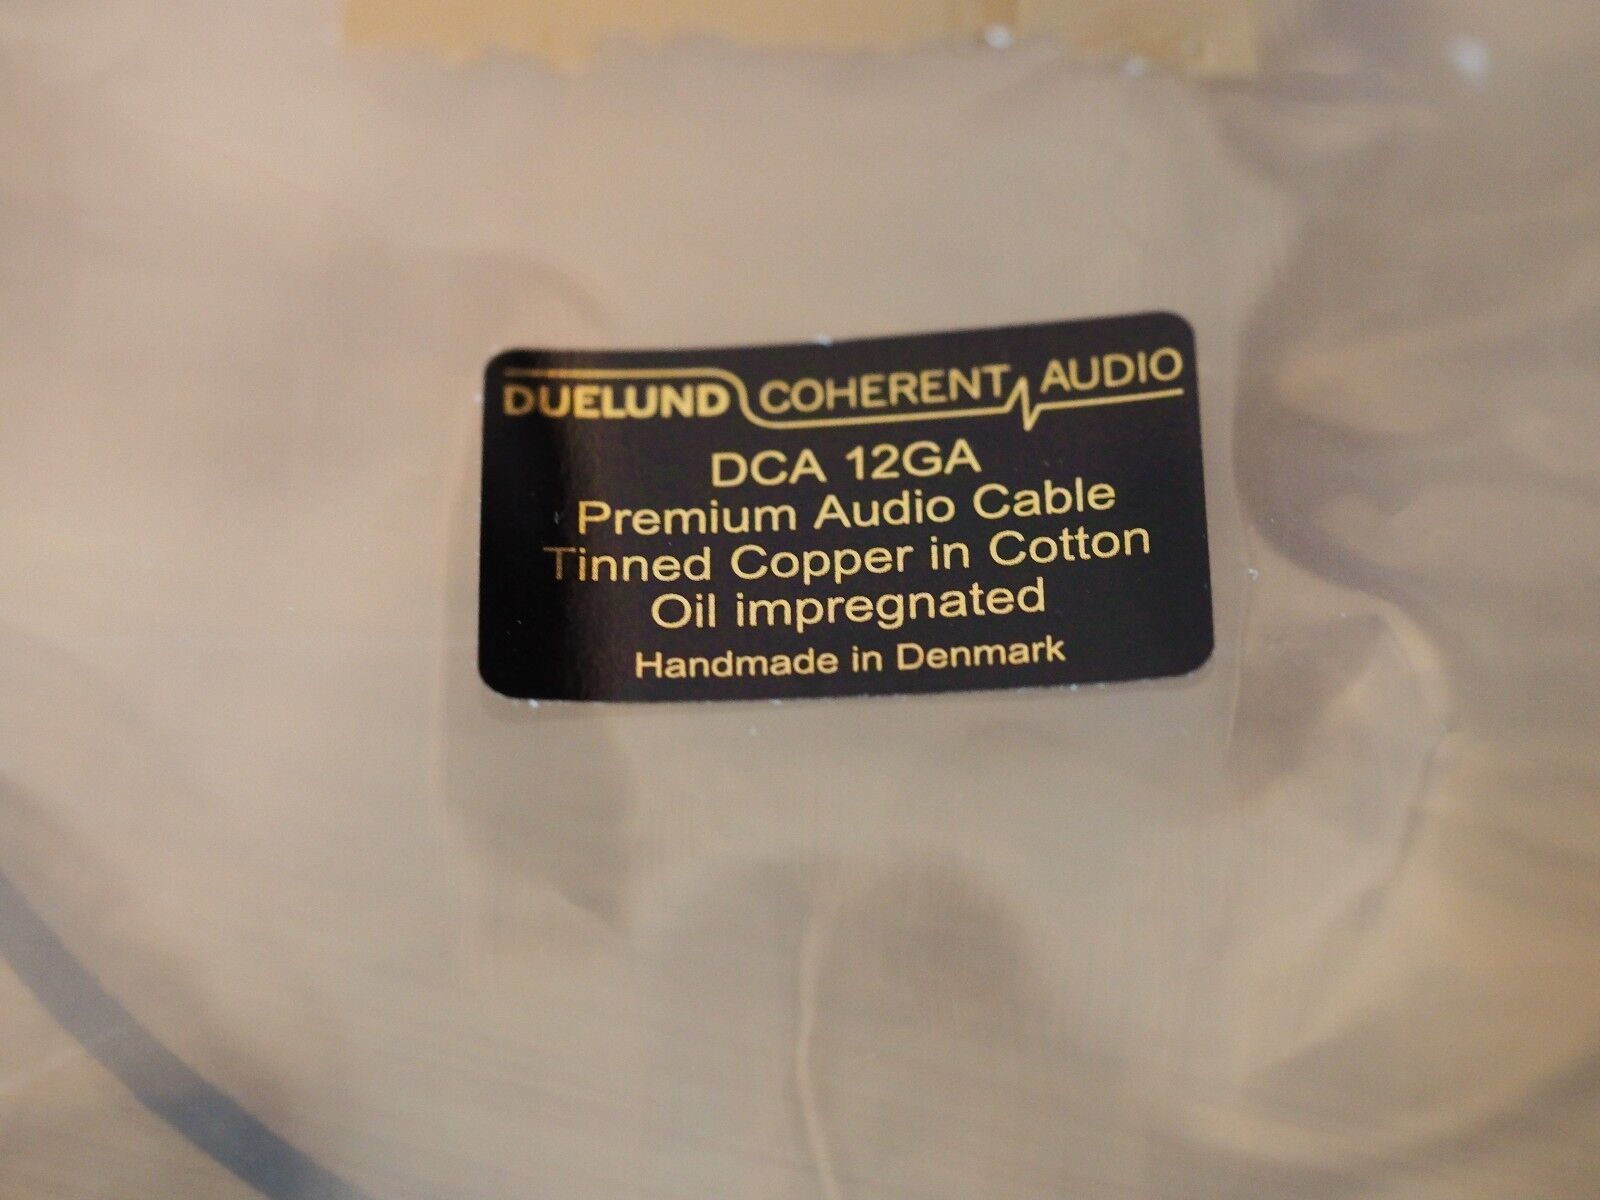 DUELUND COHERENT AUDIO
DCA 12GA
Premium Audio Cable
Tinned Copper in Cotton
Oil impregnated
Handmade in Denmark